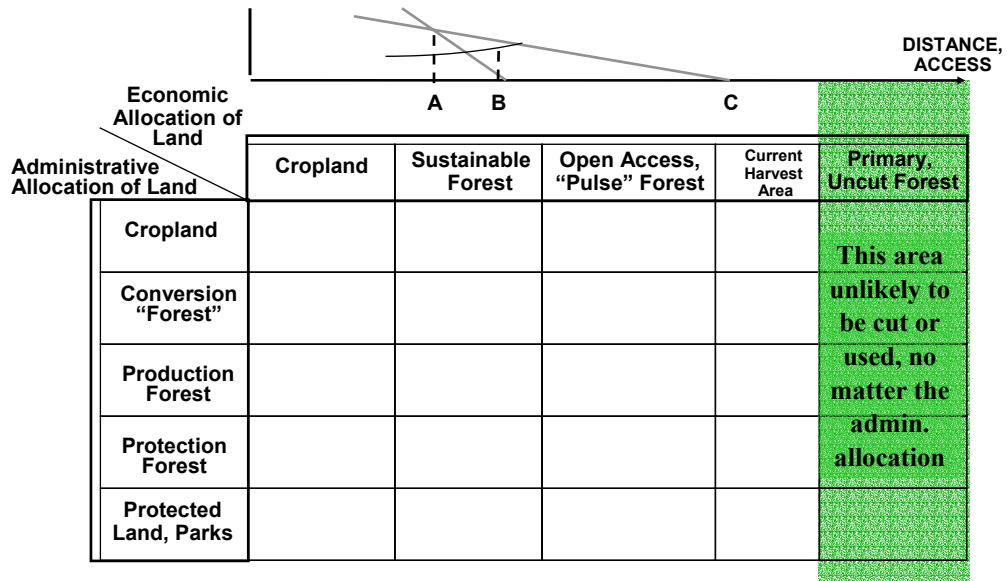 DISTANCE,
ACCESS
A B C
Economic
Allocation of
Land
Administrative
Allocation of Land
Cropland
Sustainable
Forest
Open Access,
“Pulse” Forest
Current
Harvest
Area
Primary,
Uncut Forest
Cropland
Conversion
“Forest”
Production
Forest
Protection
Forest
Protected
Land, Parks
This area
unlikely to
be cut or
used, no
matter the
admin.
allocation